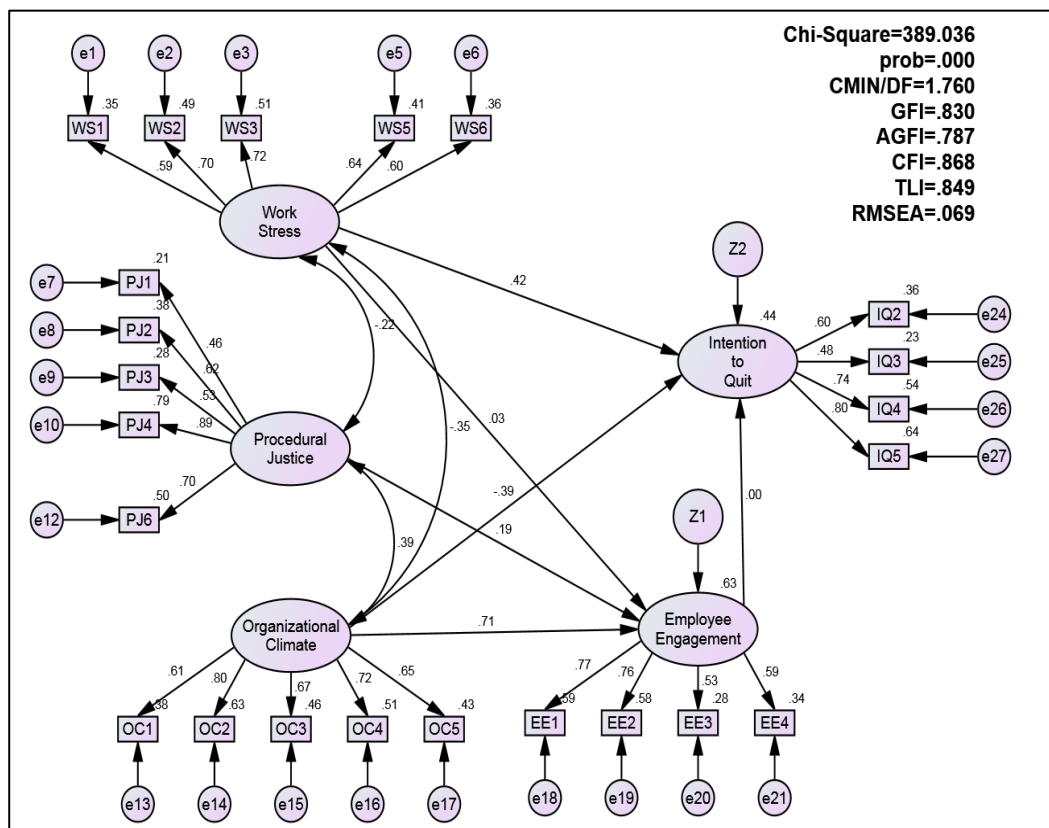 Chi-Square=389.036
prob=.000
CMIN/DF=1.760
GFI=.830
AGFI=.787
CFI=.868
TLI=.849
RMSEA=.069
e1 e2 e3 e5 e6
.35 .49 .51 .41 .36
WS1 WS2 WS3 WS5 WS6
.59 .70 .72 .64 .60
Work
Stress
Z2
.42
.21
e7 PJ1
.38
e8 PJ2
.28
e9 PJ3
.79
e10 PJ4
.46
.62
.53
.89
-.22
Procedural
Justice
.70
.50
e12 PJ6
.44
Intention
to
Quit
.60
.48
.74
.80
.36
IQ2 e24
.23
IQ3 e25
.54
IQ4 e26
.64
IQ5 e27
-.35
.03
-.39
.19
.00
.39
Z1
.63
Organizational
Climate
.71
Employee
Engagement
.61 .80 .67 .72 .65
.38 .63 .46 .51 .43
OC1 OC2 OC3 OC4 OC5
e13 e14 e15 e16 e17
.77 .76 .53 .59
.59 .58 .28 .34
EE1 EE2 EE3 EE4
e18 e19 e20 e21